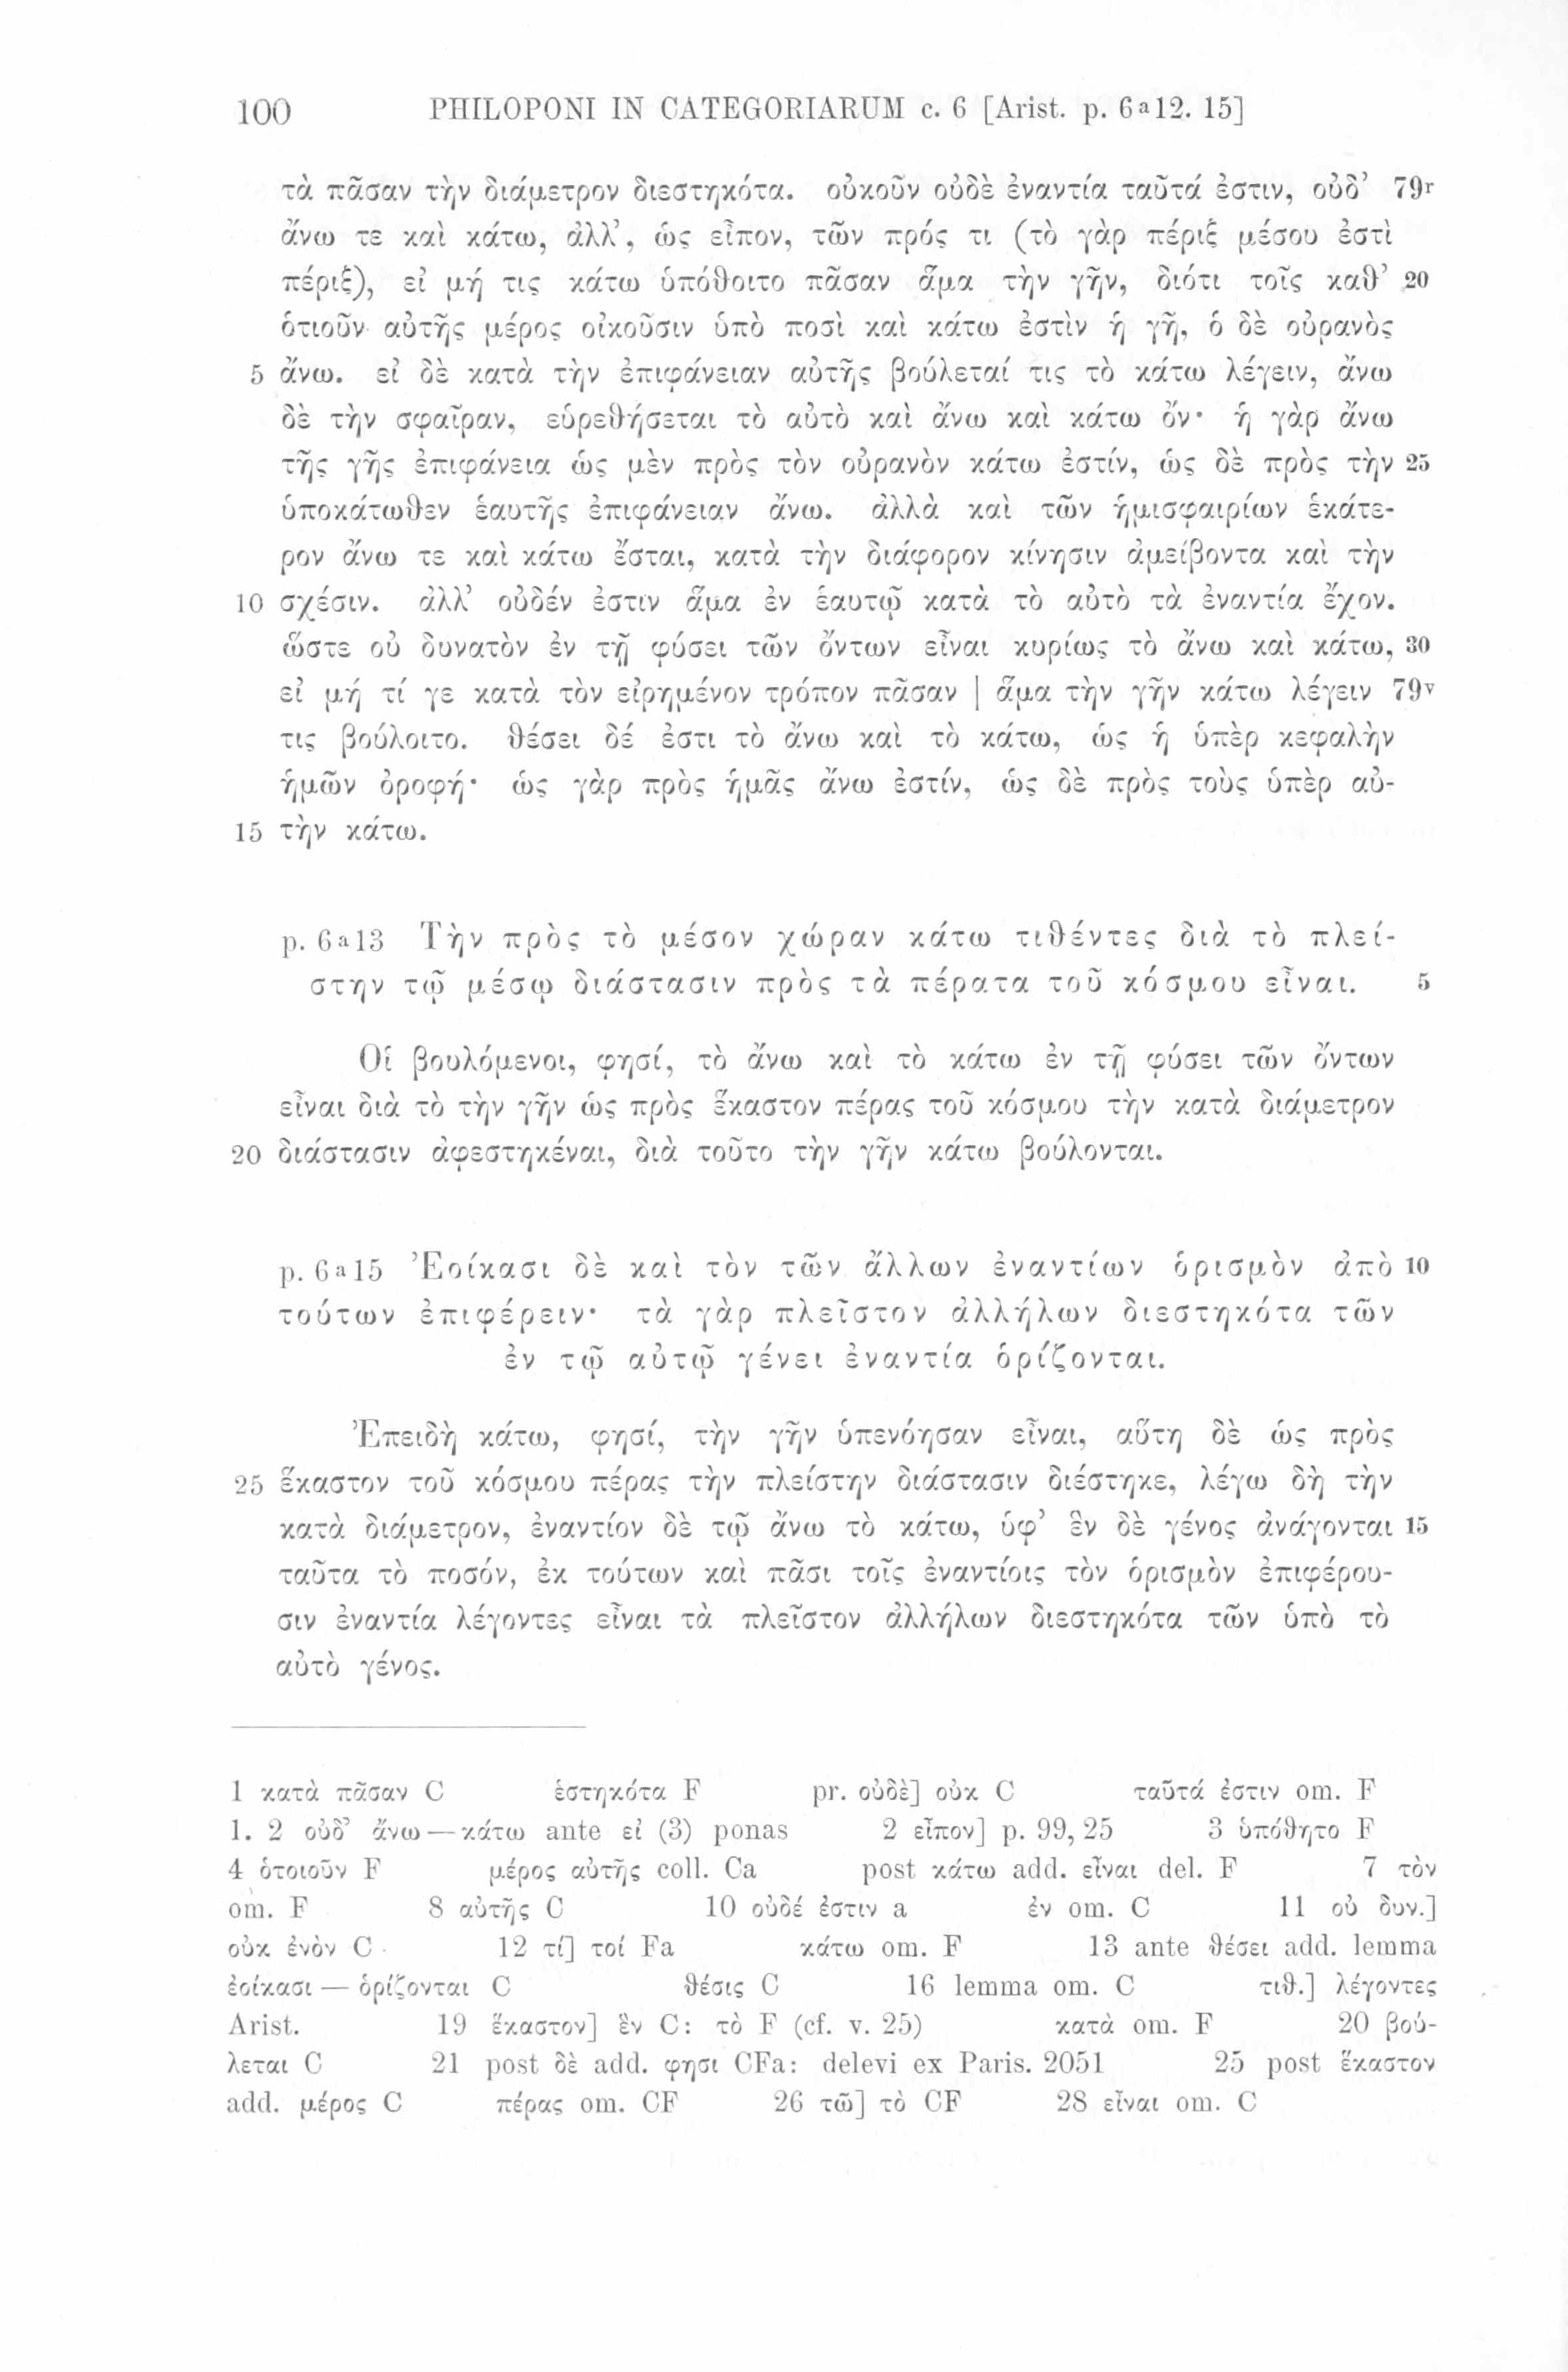 100 PHILOPONI IN CATEGORIARUM c. 6 [Arist. p. 6a12. 15]
τὰ πᾶσαν τὴν διάμετρον διεστηκότα. οὐκοῦν οὐδὲ ἐναντία ταῦτά ἐστιν, οὐδ’ 79r
ἄνω τε καὶ κάτω, ἀλλ’, ὡς εἶπον, τῶν πρός τι (τὸ γὰρ πέριξ μέσου ἐστὶ
πέριξ), εἰ μή τις κάτω ὑπόθοιτο πᾶσαν ἅμα τὴν γῆν, διότι τοῖς καθ’ 20
ὁτιοῦν αὐτῆς μέρος οἰκοῦσιν ὑπὸ ποσὶ καὶ κάτω ἐστὶν ἡ γῆ, ὁ δὲ οὐρανὸς
5 ἄνω. εἰ δὲ κατὰ τὴν ἐπιφάνειαν αὐτῆς βούλεταί τις τὸ κάτω λέγειν, ἄνω
δὲ τὴν σφαῖραν, εὑρεθήσεται τὸ αὐτὸ καὶ ἄνω καὶ κάτω ὄν· ἡ γὰρ ἄνω
τῆς γῆς ἐπιφάνεια ὡς μὲν πρὸς τὸν οὐρανὸν κάτω ἐστίν, ὡς δὲ πρὸς τὴν 25
ὑποκάτωθεν ἑαυτῆς ἐπιφάνειαν ἄνω. ἀλλὰ καὶ τῶν ἡμισφαιρίων ἑκάτε-
ρον ἄνω τε καὶ κάτω ἔσται, κατὰ τὴν διάφορον κίνησιν ἀμείβοντα καὶ τὴν
10 σχέσιν. ἀλλ’ οὐδέν ἐστιν ἅμα ἐν ἑαυτῷ κατὰ τὸ αὐτὸ τὰ ἐναντία ἔχον.
ὥστε οὐ δυνατὸν ἐν τῇ φύσει τῶν ὄντων εἶναι κυρίως τὸ ἄνω καὶ κάτω, 30
εἰ μή τί γε κατὰ τὸν εἰρημένον τρόπον πᾶσαν | ἅμα τὴν γῆν κάτω λέγειν 79v
τις βούλοιτο. θέσει δέ ἐστι τὸ ἄνω καὶ τὸ κάτω, ὡς ἡ ὑπὲρ κεφαλὴν
ἡμῶν ὀροφή· ὡς γὰρ πρὸς ἡμᾶς ἄνω ἐστίν, ὡς δὲ πρὸς τοὺς ὑπὲρ αὐ-
15 τὴν κάτω.
p. 6a13 Τὴν πρὸς τὸ μέσον χώραν κάτω τιθέντες διὰ τὸ πλεί-
στην τῷ μέσῳ διάστασιν πρὸς τὰ πέρατα τοῦ κόσμου εἶναι. 5
Οἱ βουλόμενοι, φησί, τὸ ἄνω καὶ τὸ κάτω ἐν τῇ φύσει τῶν ὄντων
εἶναι διὰ τὸ τὴν γῆν ὡς πρὸς ἕκαστον πέρας τοῦ κόσμου τὴν κατὰ διάμετρον
20 διάστασιν ἀφεστηκέναι, διὰ τοῦτο τὴν γῆν κάτω βούλονται.
p. 6a15 Ἐοίκασι δὲ καὶ τὸν τῶν ἄλλων ἐναντίων ὁρισμὸν ἀπὸ 10
τούτων ἐπιφέρειν· τὰ γὰρ πλεῖστον ἀλλήλων διεστηκότα τῶν
ἐν τῷ αὐτῷ γένει ἐναντία ὁρίζονται.
Ἐπειδὴ κάτω, φησί, τὴν γῆν ὑπενόησαν εἶναι, αὕτη δὲ ὡς πρὸς
25 ἕκαστον τοῦ κόσμου πέρας τὴν πλείστην διάστασιν διέστηκε, λέγω δὴ τὴν
κατὰ διάμετρον, ἐναντίον δὲ τῷ ἄνω τὸ κάτω, ὑφ’ ἓν δὲ γένος ἀνάγονται 15
ταῦτα τὸ ποσόν, ἐκ τούτων καὶ πᾶσι τοῖς ἐναντίοις τὸν ὁρισμὸν ἐπιφέρου-
σιν ἐναντία λέγοντες εἶναι τὰ πλεῖστον ἀλλήλων διεστηκότα τῶν ὑπὸ τὸ
αὐτὸ γένος.
1 κατὰ πᾶσαν C ἑστηκότα F pr. οὐδὲ] οὐκ C ταῦτά ἐστιν om. F
1. 2 οὐδ’ ἄνω — κάτω ante εἰ (3) ponas 2 εἶπον] p. 99, 25 3 ὑπόθητο F
4 ὁτοιοῦν F μέρος αὐτῆς coll. Ca post κάτω add. εἶναι del. F 7 τὸν
om. F 8 αὐτῆς C 10 οὐδέ ἐστιν a ἐν om. C 11 οὐ δυν.]
οὐκ ἐνὸν C 12 τί] τοί Fa κάτω om. F 13 ante θέσει add. lemma
ἐοίκασι — ὁρίζονται C θέσις C 16 lemma om. C τιθ.] λέγοντες
Arist. 19 ἕκαστον] ἓν C: τὸ F (cf. v. 25) κατὰ om. F 20 βού-
λεται C 21 post δὲ add. φησι CFa: delevi ex Paris. 2051 25 post ἕκαστον
add. μέρος C πέρας om. CF 26 τῶ] τὸ CF 28 εἶναι om. C